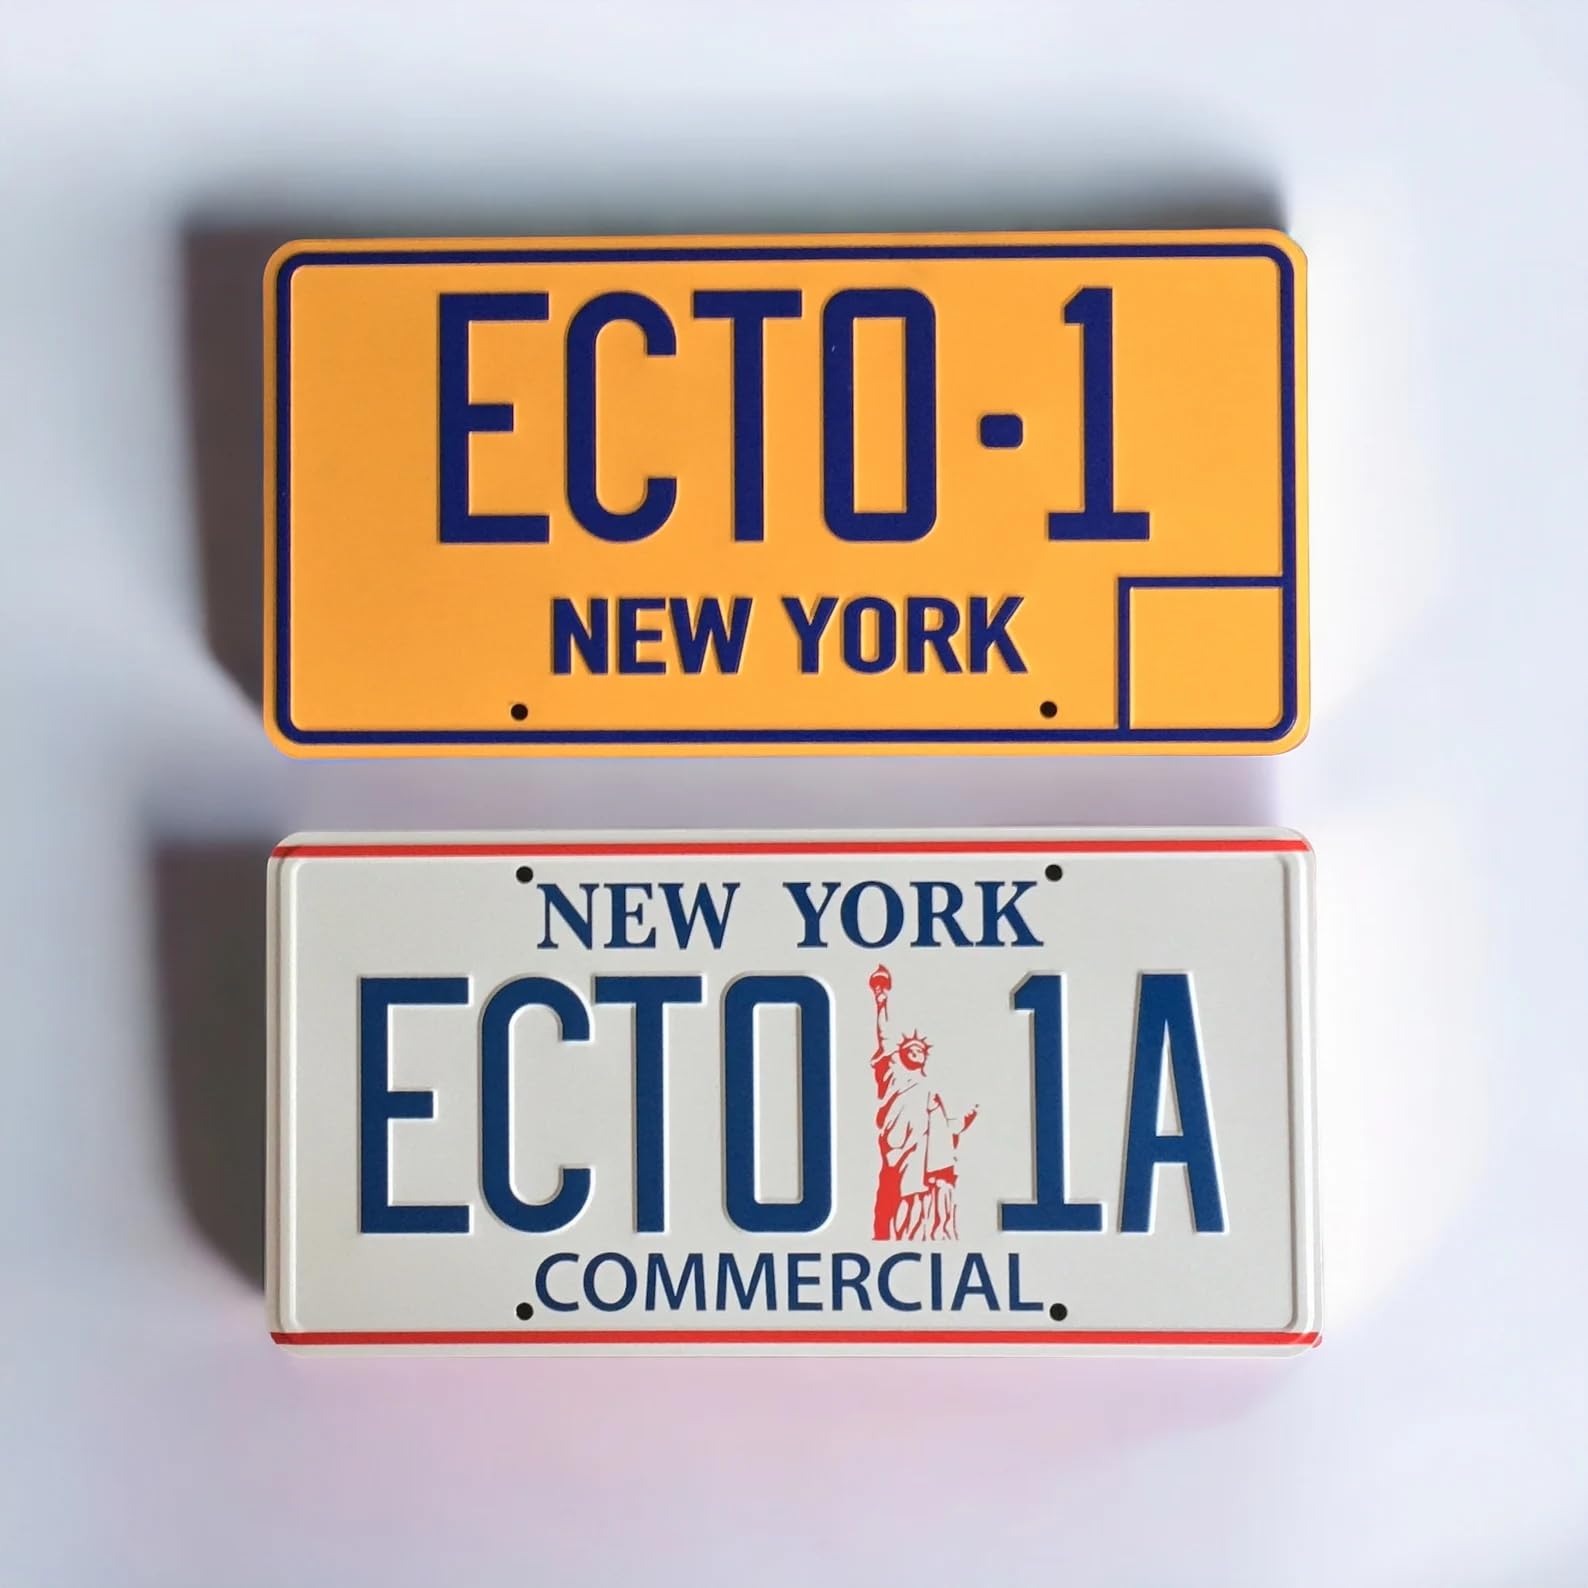 ECTO-1
NEW YORK
NEW YORK
ECTO 1A
COMMERCIAL